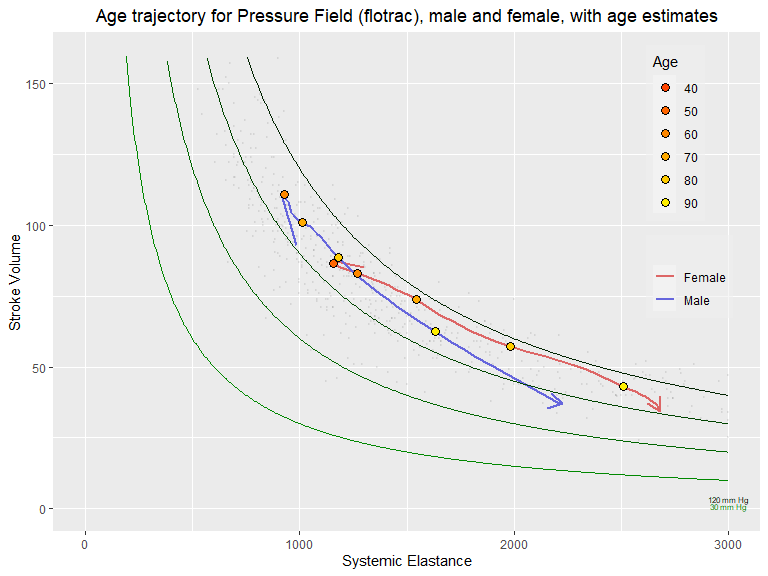 Age trajectory for Pressure Field (flotrac), male and female, with age estimates
Age
40
50
60
70
80
90
Female
Male
Stroke Volume
150
100
50
0
120 mm Hg
30 mm Hg
0
1000
2000
3000
Systemic Elastance